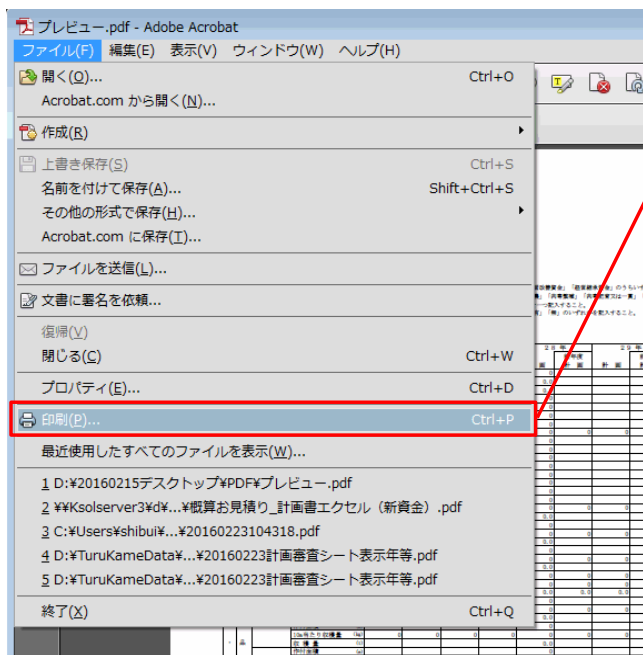 プレビュー.pdf - Adobe Acrobat
ファイル(F) 編集(E) 表示(V) ウィンドウ(W) ヘルプ(H)
開く(O)... Ctrl+O
Acrobat.com から開く(N)...
作成(R)
上書き保存(S) Ctrl+S
名前を付けて保存(A)... Shift+Ctrl+S
その他の形式で保存(H)...
Acrobat.com に保存(T)...
ファイルを送信(L)...
文書に署名を依頼...
復帰(V)
閉じる(C) Ctrl+W
プロパティ(E)... Ctrl+D
印刷(P)... Ctrl+P
最近使用したすべてのファイルを表示(W)...
1 D:¥20160215デスクトップ¥PDF¥プレビュー.pdf
2 ¥¥Ksolserver3¥d¥...¥概算お見積り_計画書エクセル（新資金）.pdf
3 C:¥Users¥shibui¥...¥20160223104318.pdf
4 D:¥TuruKameData¥...¥20160223計画審査シート表示年等.pdf
5 D:¥TuruKameData¥...¥20160223計画審査シート表示年等.pdf
終了(X) Ctrl+Q